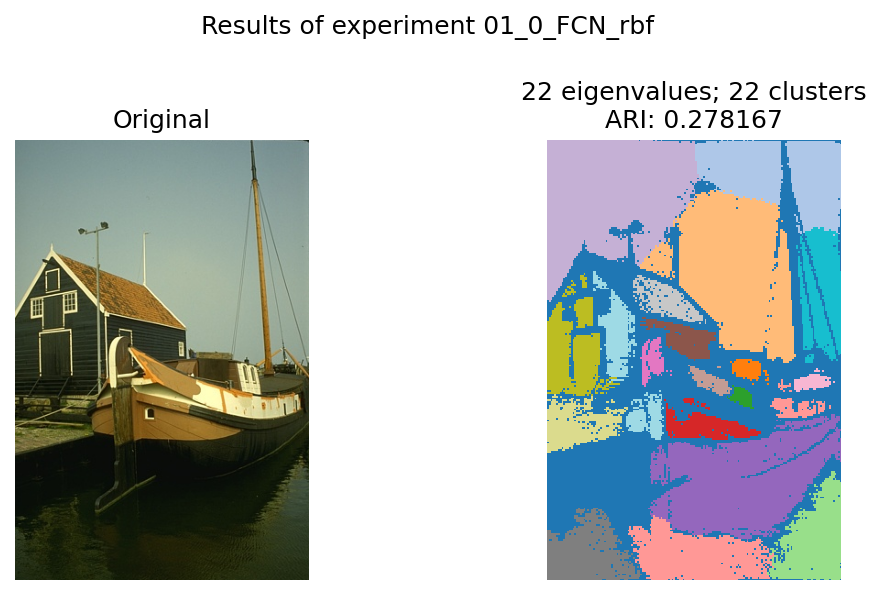 Results of experiment 01_0_FCN_rbf
Original
22 eigenvalues; 22 clusters
ARI: 0.278167